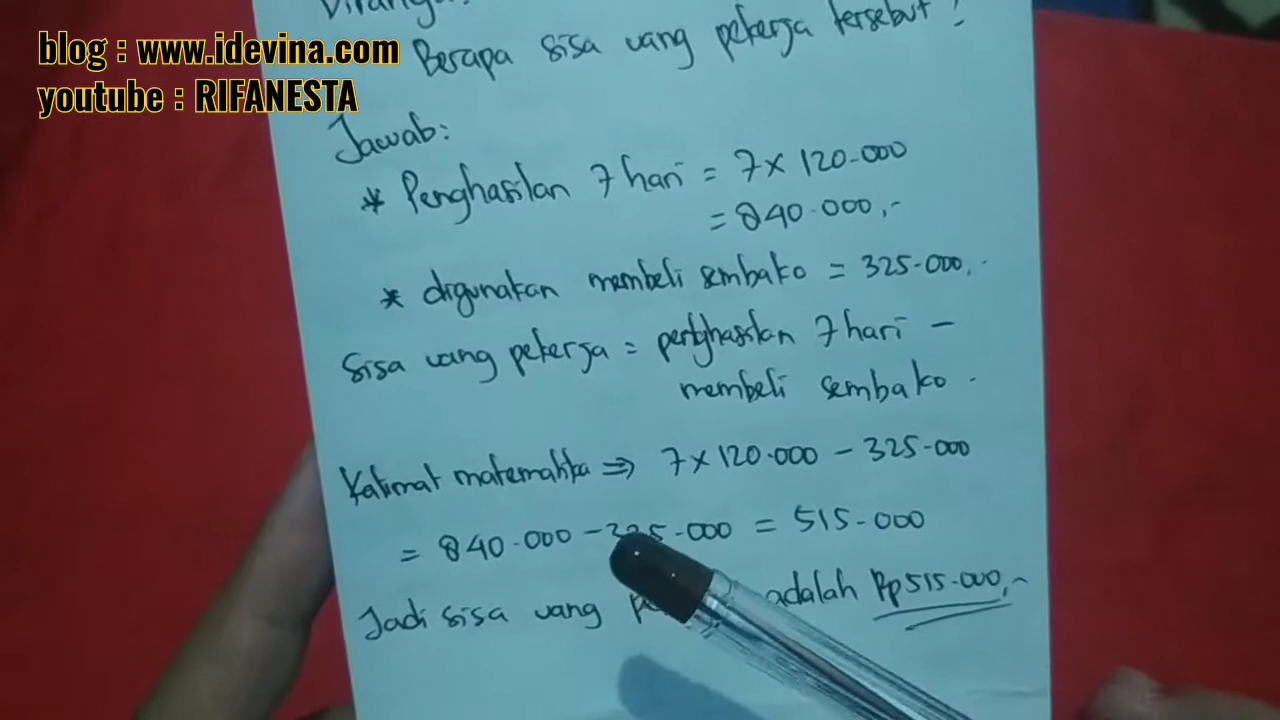 blog : www.idevina.com
youtube : RIFANESTA
Berapa sisa uang pekerja tersebut !
Jawab:
* Penghasilan 7 hari = 7 x 120.000
= 840.000,-
* digunakan membeli sembako = 325.000,-
Sisa uang pekerja = penghasilan 7 hari -
membeli sembako.
Kalimat matematika ⇒ 7 x 120.000 - 325.000
= 840.000 - 325.000 = 515.000
Jadi sisa uang adalah Rp515.000,-